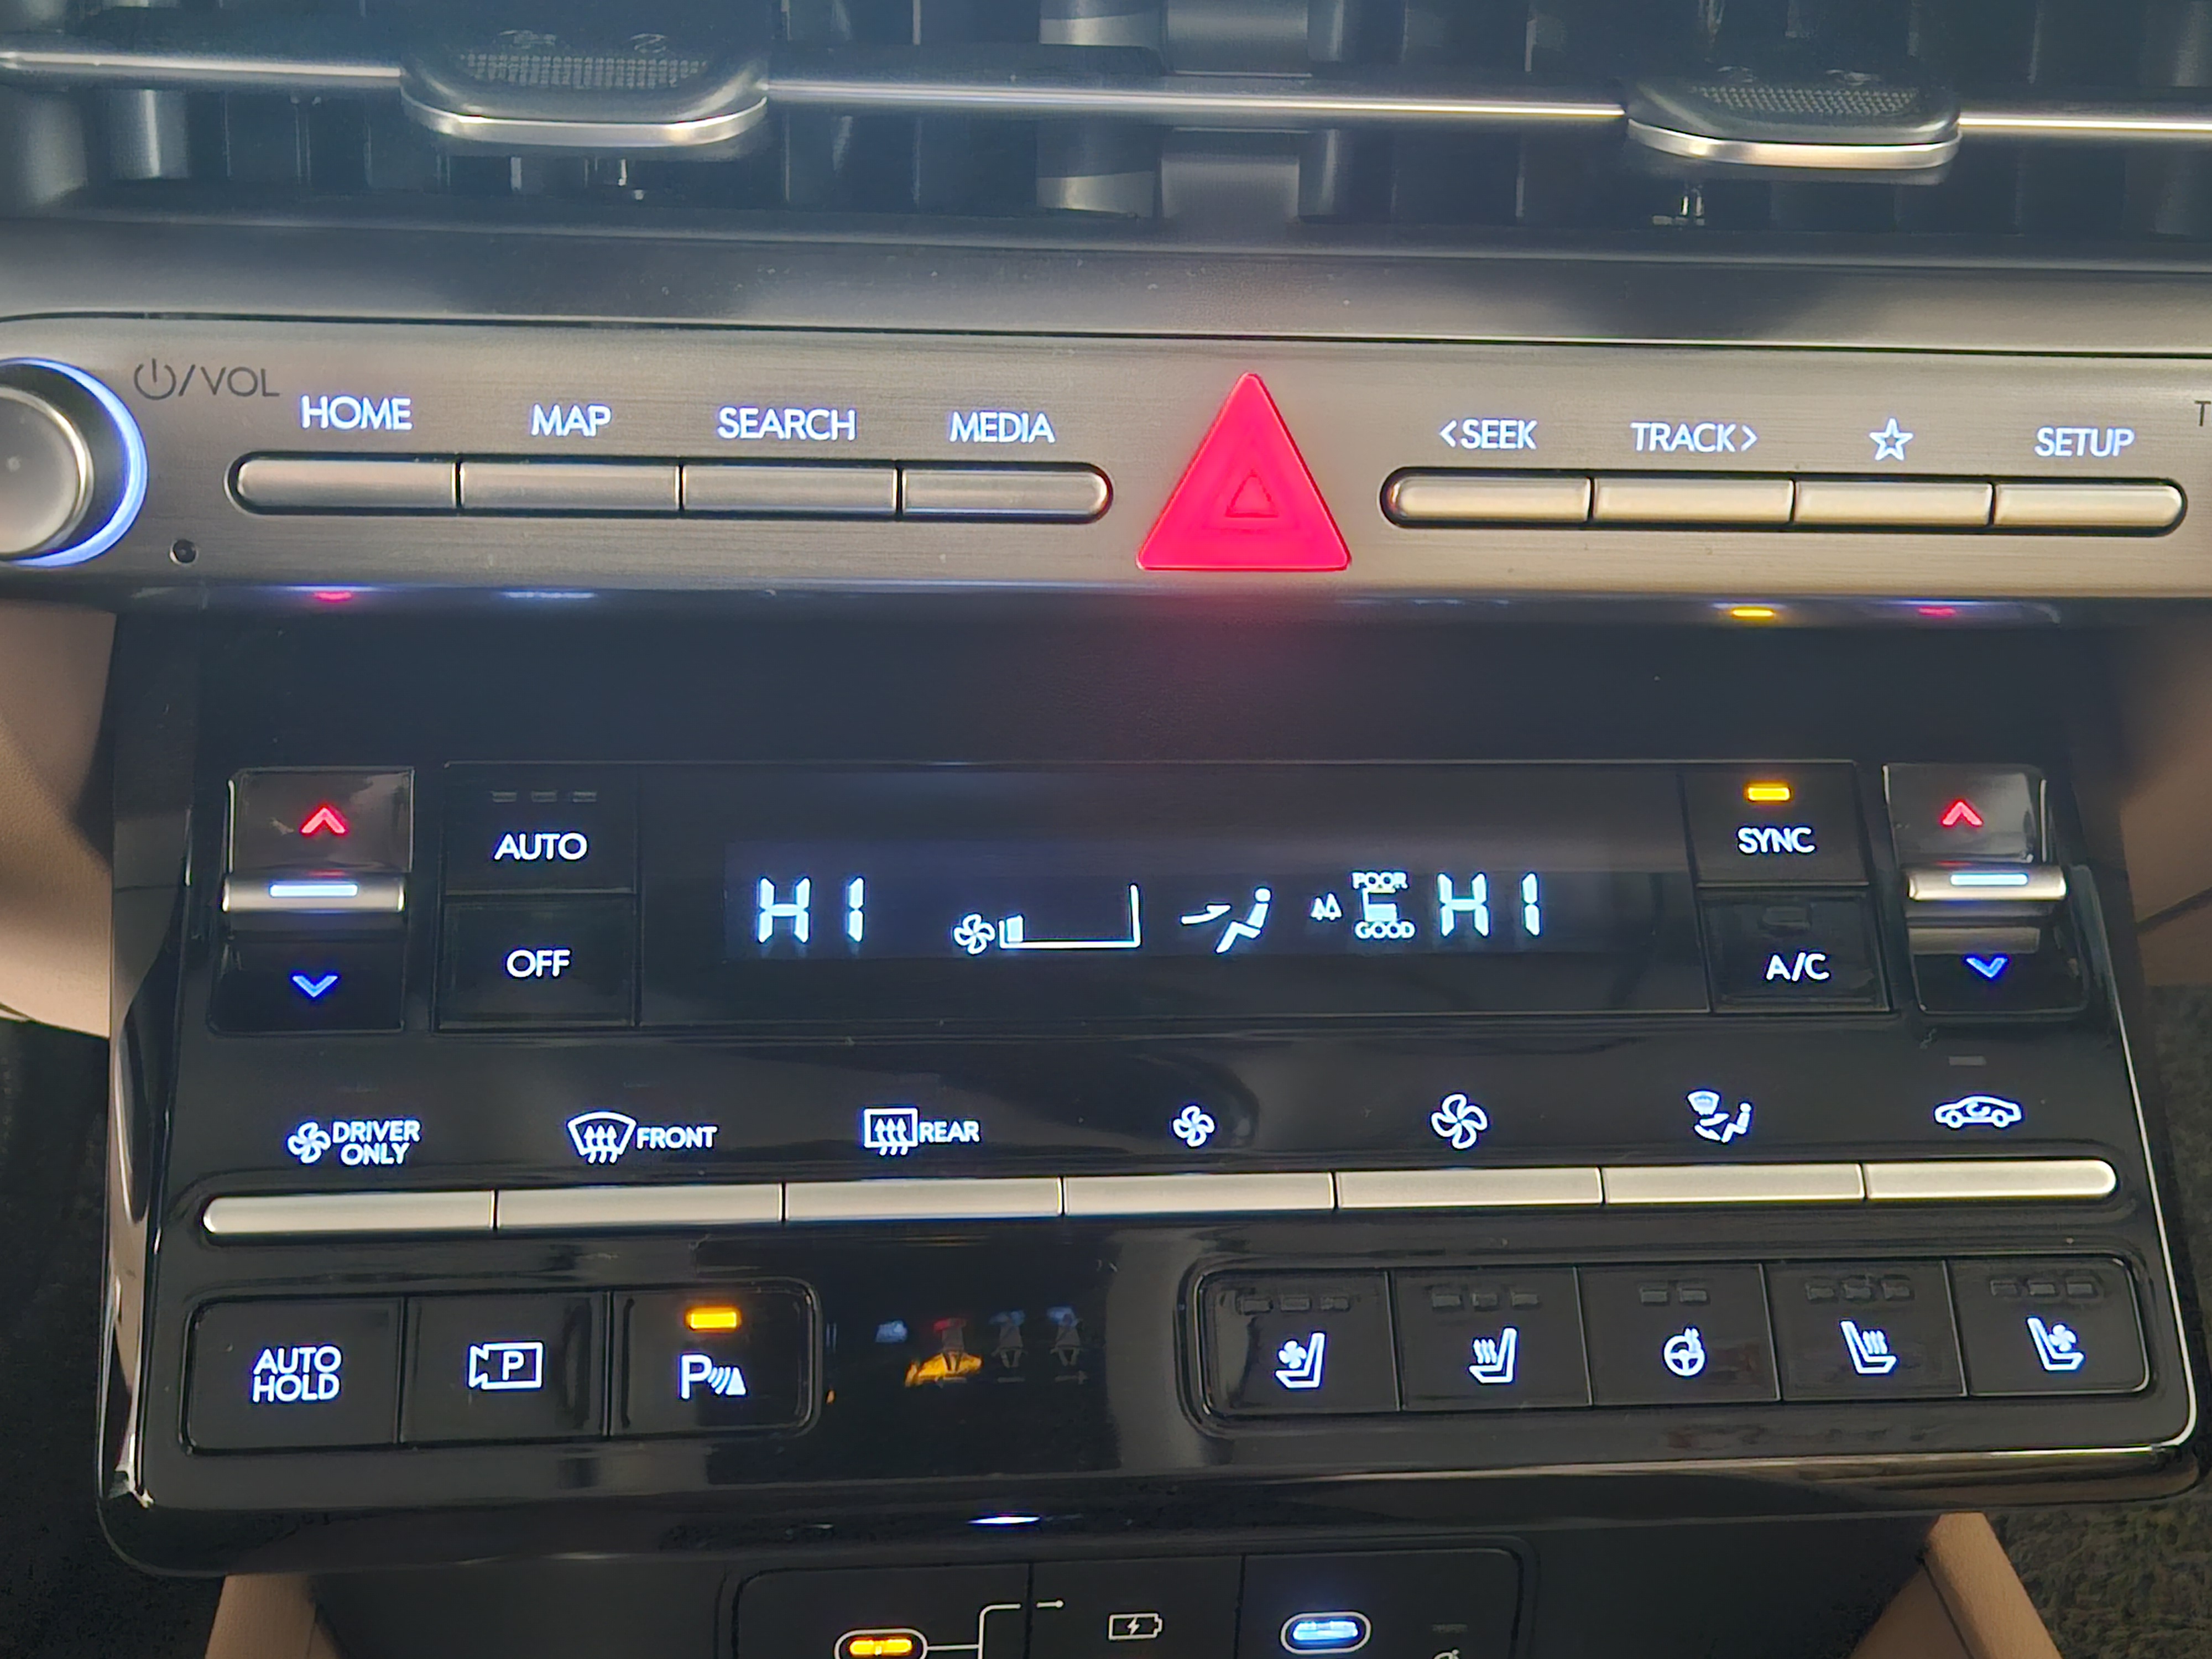 /VOL
HOME
MAP
SEARCH
MEDIA
<SEEK
TRACK>
SETUP
AUTO
HI
POOR
GOOD
HI
SYNC
OFF
A/C
DRIVER
ONLY
FRONT
REAR
AUTO
HOLD
P
P